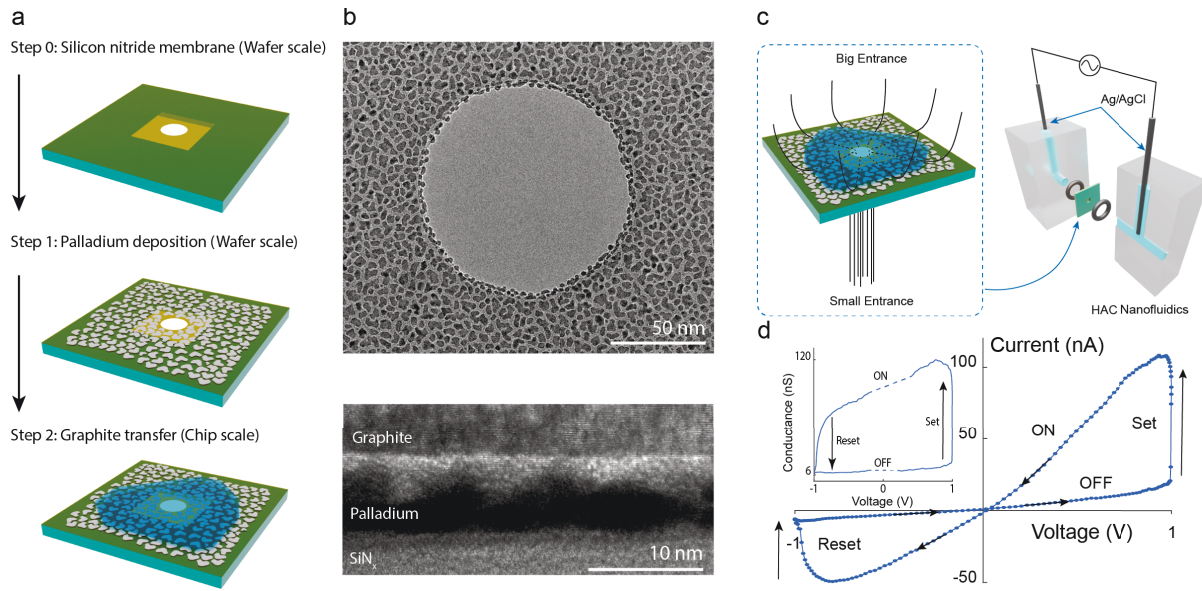 a
Step 0: Silicon nitride membrane (Wafer scale)
Step 1: Palladium deposition (Wafer scale)
Step 2: Graphite transfer (Chip scale)
b
50 nm
Graphite
Palladium
SiNx
10 nm
c
Big Entrance
Small Entrance
Ag/AgCl
HAC Nanofluidics
d
120
Conductance (nS)
6
-1
0
1
Voltage (V)
ON
Reset
Set
OFF
Current (nA)
100
50
-50
ON
Set
OFF
Voltage (V)
1
-1
Reset